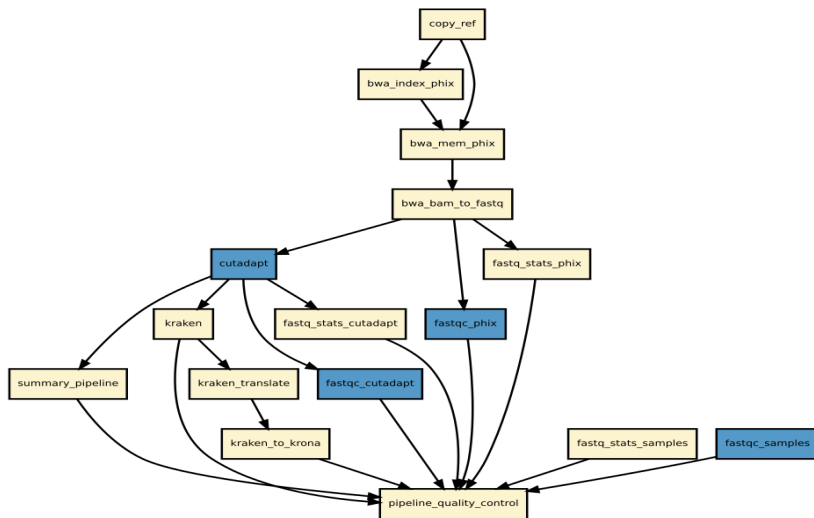 copy_ref
bwa_index_phix
bwa_mem_phix
bwa_bam_to_fastq
cutadapt
fastq_stats_phix
kraken
fastq_stats_cutadapt
fastqc_phix
summary_pipeline
kraken_translate
fastqc_cutadapt
kraken_to_krona
fastq_stats_samples
fastqc_samples
pipeline_quality_control